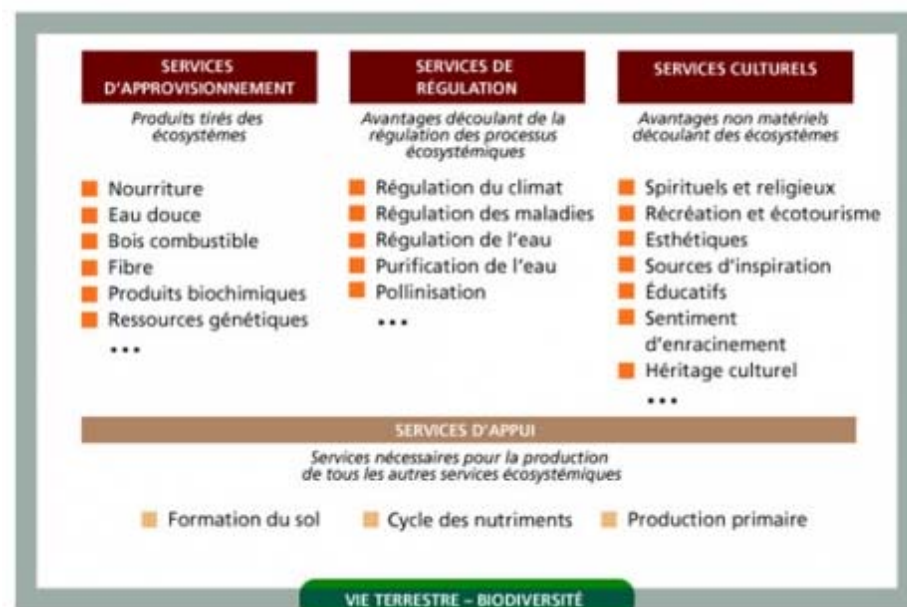 SERVICES
D'APPROVISIONNEMENT
Produits tirés des
écosystèmes
Nourriture
Eau douce
Bois combustible
Fibre
Produits biochimiques
Ressources génétiques
...
SERVICES DE
RÉGULATION
Avantages découlant de la
régulation des processus
écosystémiques
Régulation du climat
Régulation des maladies
Régulation de l'eau
Purification de l'eau
Pollinisation
...
SERVICES CULTURELS
Avantages non matériels
découlant des écosystèmes
Spirituels et religieux
Récréation et écotourisme
Esthétiques
Sources d'inspiration
Éducatifs
Sentiment
d'enracinement
Héritage culturel
...
SERVICES D'APPUI
Services nécessaires pour la production
de tous les autres services écosystémiques
Formation du sol
Cycle des nutriments
Production primaire
VIE TERRESTRE – BIODIVERSITÉ